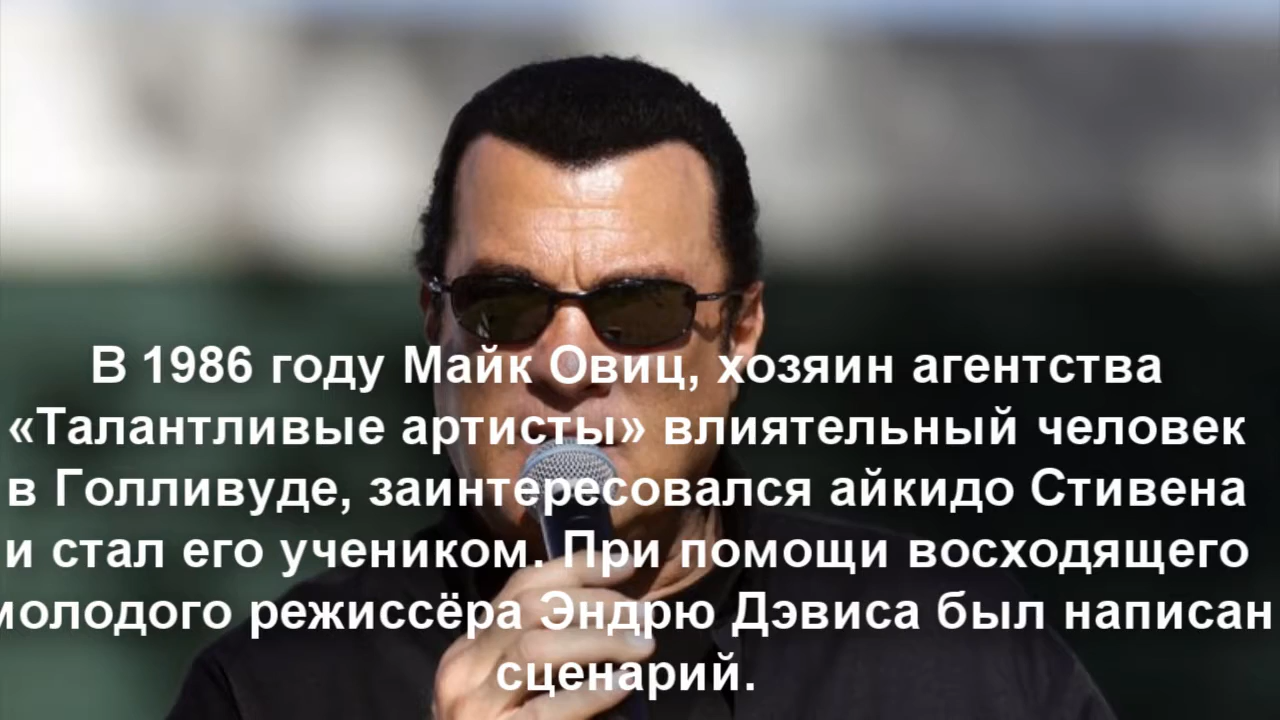 В 1986 году Майк Овиц, хозяин агентства
«Талантливые артисты» влиятельный человек
в Голливуде, заинтересовался айкидо Стивена
и стал его учеником. При помощи восходящего
молодого режиссёра Эндрю Дэвиса был написан
сценарий.